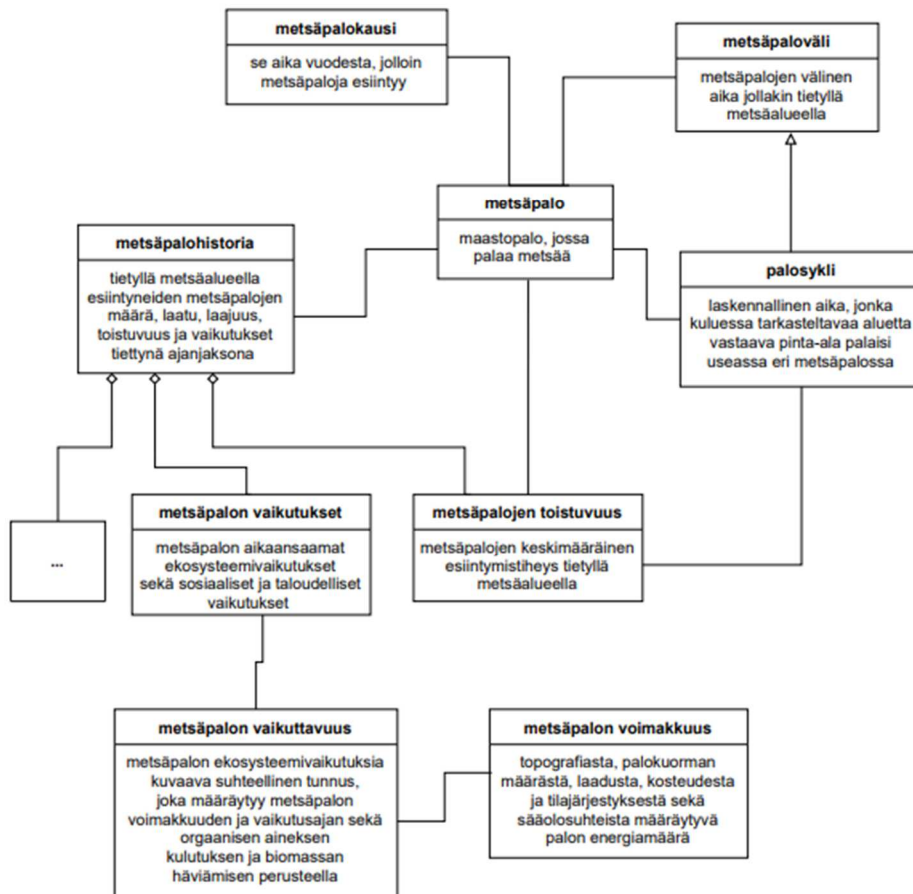 metsäpalokausi
se aika vuodesta, jolloin
metsäpaloja esiintyy
metsäpaloväli
metsäpalojen välinen
aika jollakin tietyllä
metsäalueella
metsäpalo
maastopalo, jossa
palaa metsää
metsäpalohistoria
tietyllä metsäalueella
esiintyneiden metsäpalojen
määrä, laatu, laajuus,
toistuvuus ja vaikutukset
tiettynä ajanjaksona
palosykli
laskennallinen aika, jonka
kuluessa tarkasteltavaa aluetta
vastaava pinta-ala palaisi
useassa eri metsäpalossa
...
metsäpalon vaikutukset
metsäpalon aikaansaamat
ekosysteemivaikutukset
sekä sosiaaliset ja taloudelliset
vaikutukset
metsäpalojen toistuvuus
metsäpalojen keskimääräinen
esiintymistiheys tietyllä
metsäalueella
metsäpalon vaikuttavuus
metsäpalon ekosysteemivaikutuksia
kuvaava suhteellinen tunnus,
joka määräytyy metsäpalon
voimakkuuden ja vaikutusajan sekä
orgaanisen aineksen
kulutuksen ja biomassan
häviämisen perusteella
metsäpalon voimakkuus
topografiasta, palokuorman
määrästä, laadusta, kosteudesta
ja tilajärjestyksestä sekä
sääolosuhteista määräytyvä
palon energiamäärä